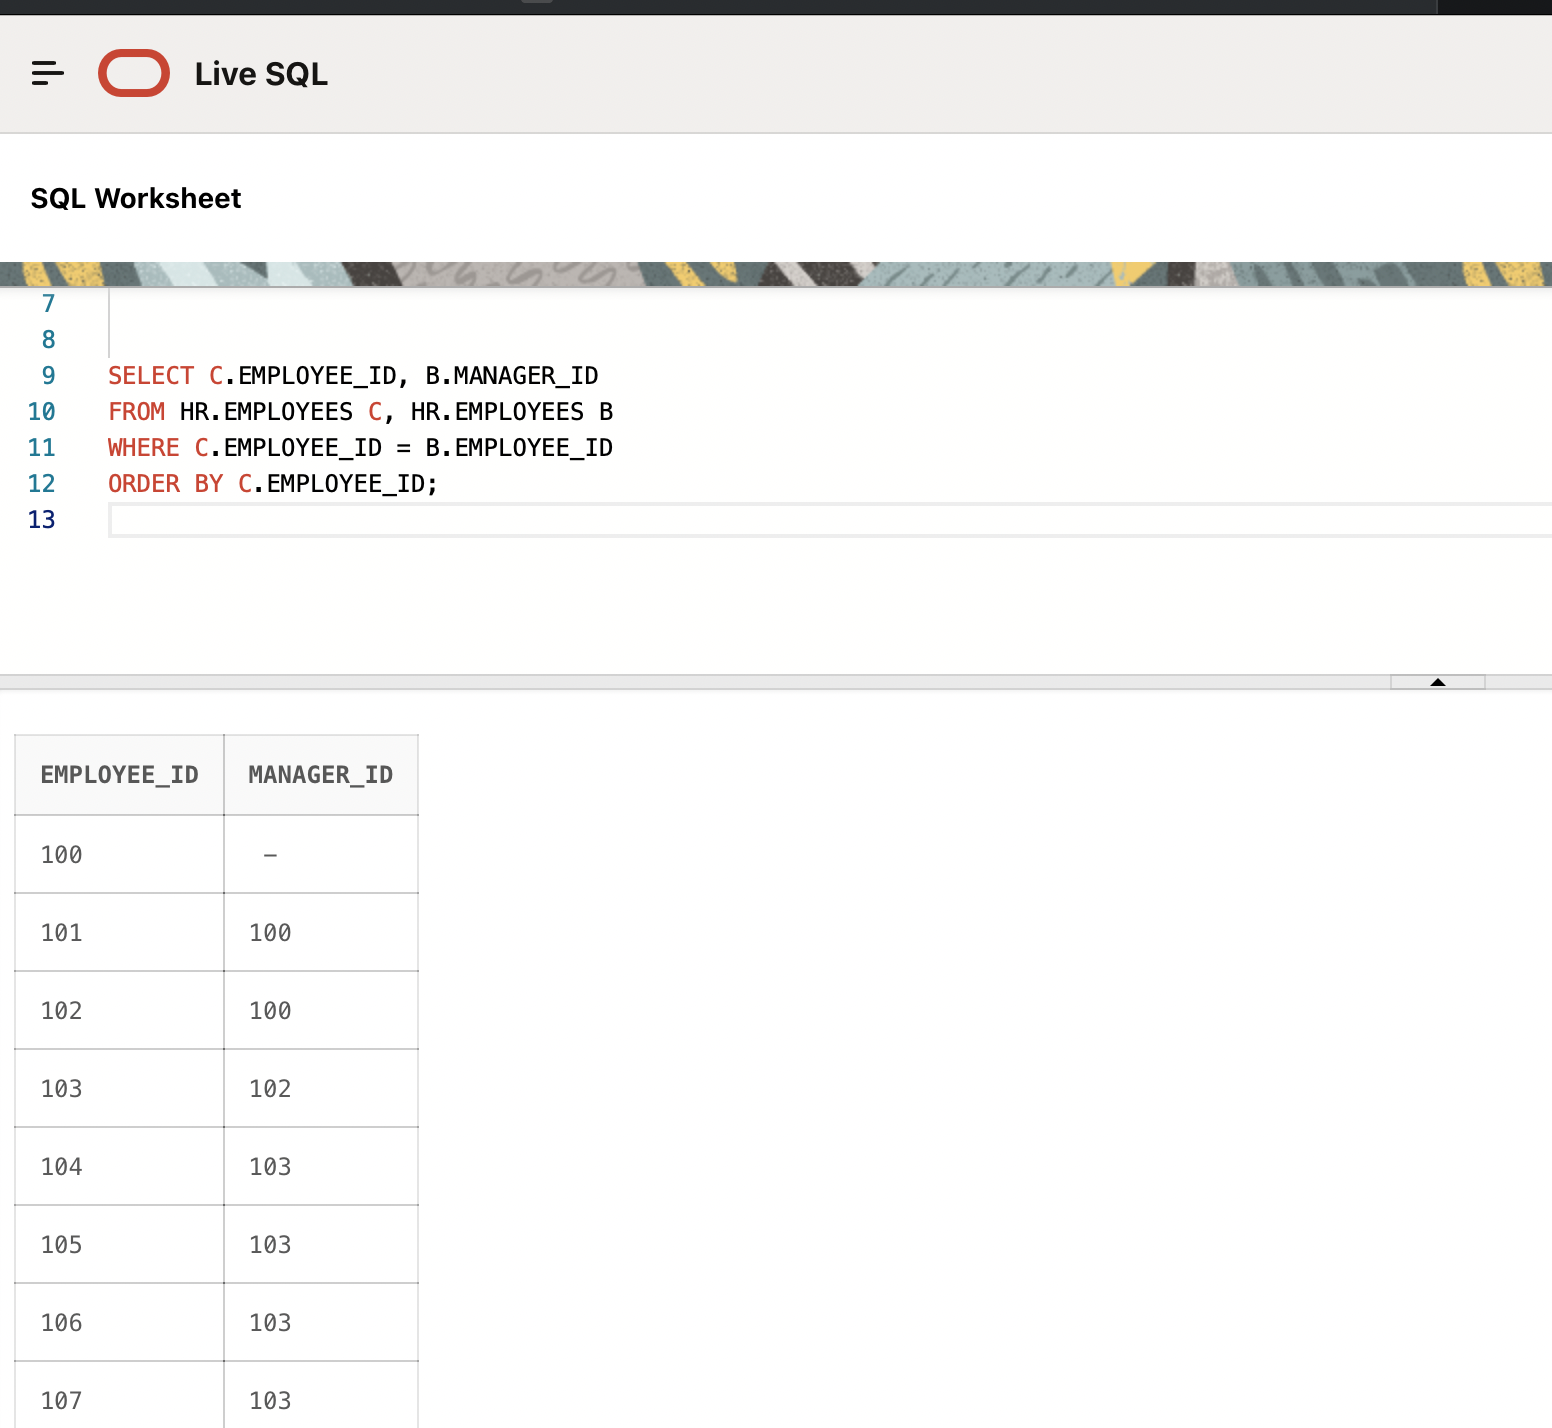 Live SQL
SQL Worksheet
7
8
9 SELECT C.EMPLOYEE_ID, B.MANAGER_ID
10 FROM HR.EMPLOYEES C, HR.EMPLOYEES B
11 WHERE C.EMPLOYEE_ID = B.EMPLOYEE_ID
12 ORDER BY C.EMPLOYEE_ID;
13
EMPLOYEE_ID MANAGER_ID
100 –
101 100
102 100
103 102
104 103
105 103
106 103
107 103